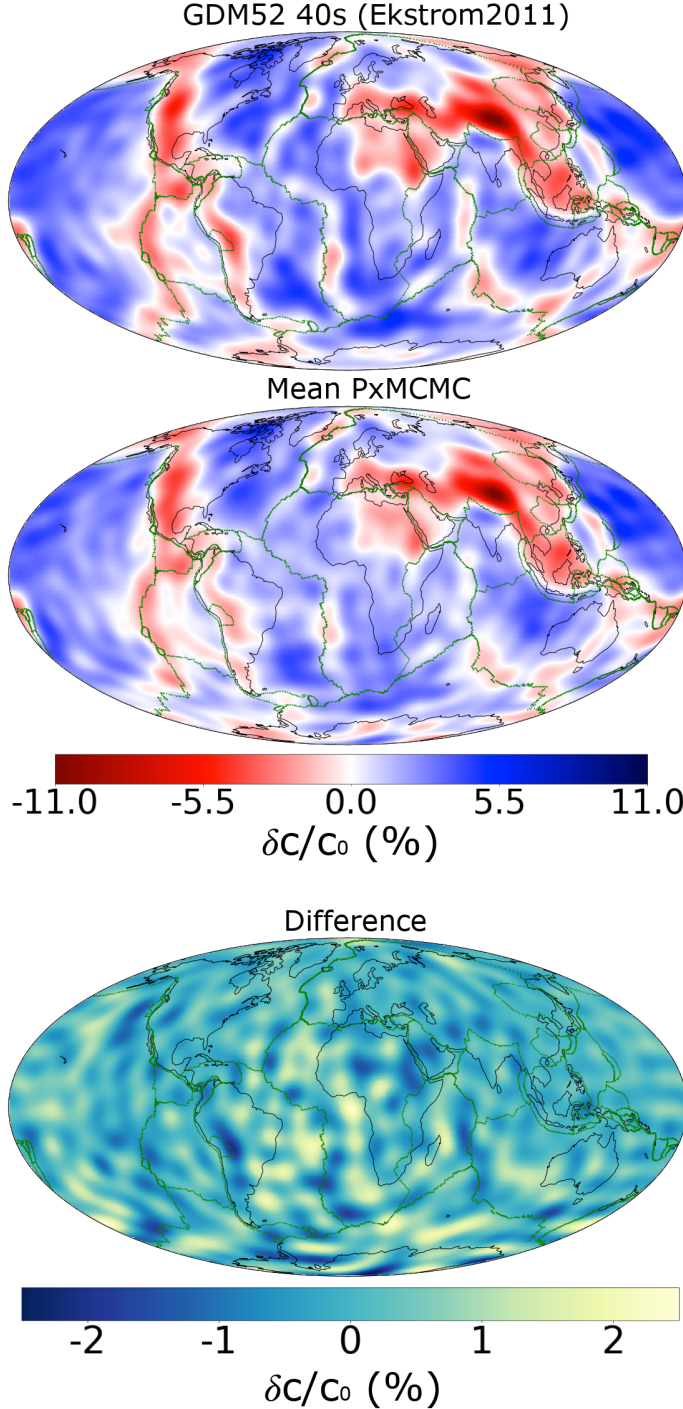 GDM52 40s (Ekstrom2011)
Mean PxMCMC
-11.0 -5.5 0.0 5.5 11.0
δc/c₀ (%)
Difference
-2 -1 0 1 2
δc/c₀ (%)